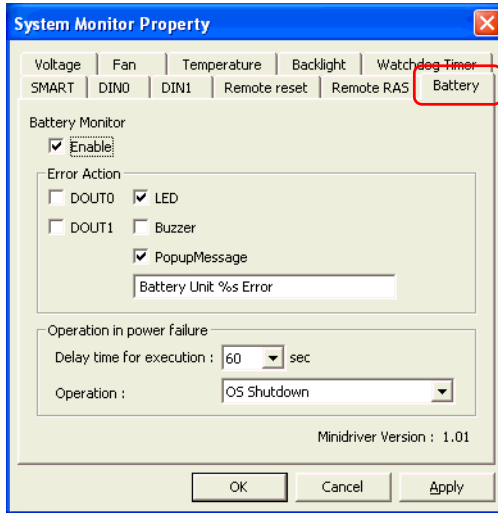 System Monitor Property
Voltage Fan Temperature Backlight Watchdog Timer
SMART DIN0 DIN1 Remote reset Remote RAS Battery
Battery Monitor
Enable
Error Action
DOUT0 LED
DOUT1 Buzzer
PopupMessage
Battery Unit %s Error
Operation in power failure
Delay time for execution : 60 sec
Operation : OS Shutdown
Minidriver Version : 1.01
OK Cancel Apply